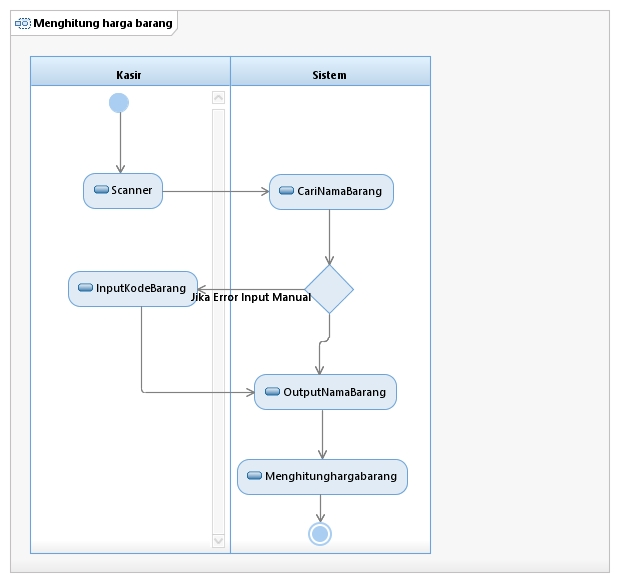 Menghitung harga barang
Kasir
Sistem
Scanner
CariNamaBarang
InputKodeBarang
Jika Error Input Manual
OutputNamaBarang
Menghitunghargabarang